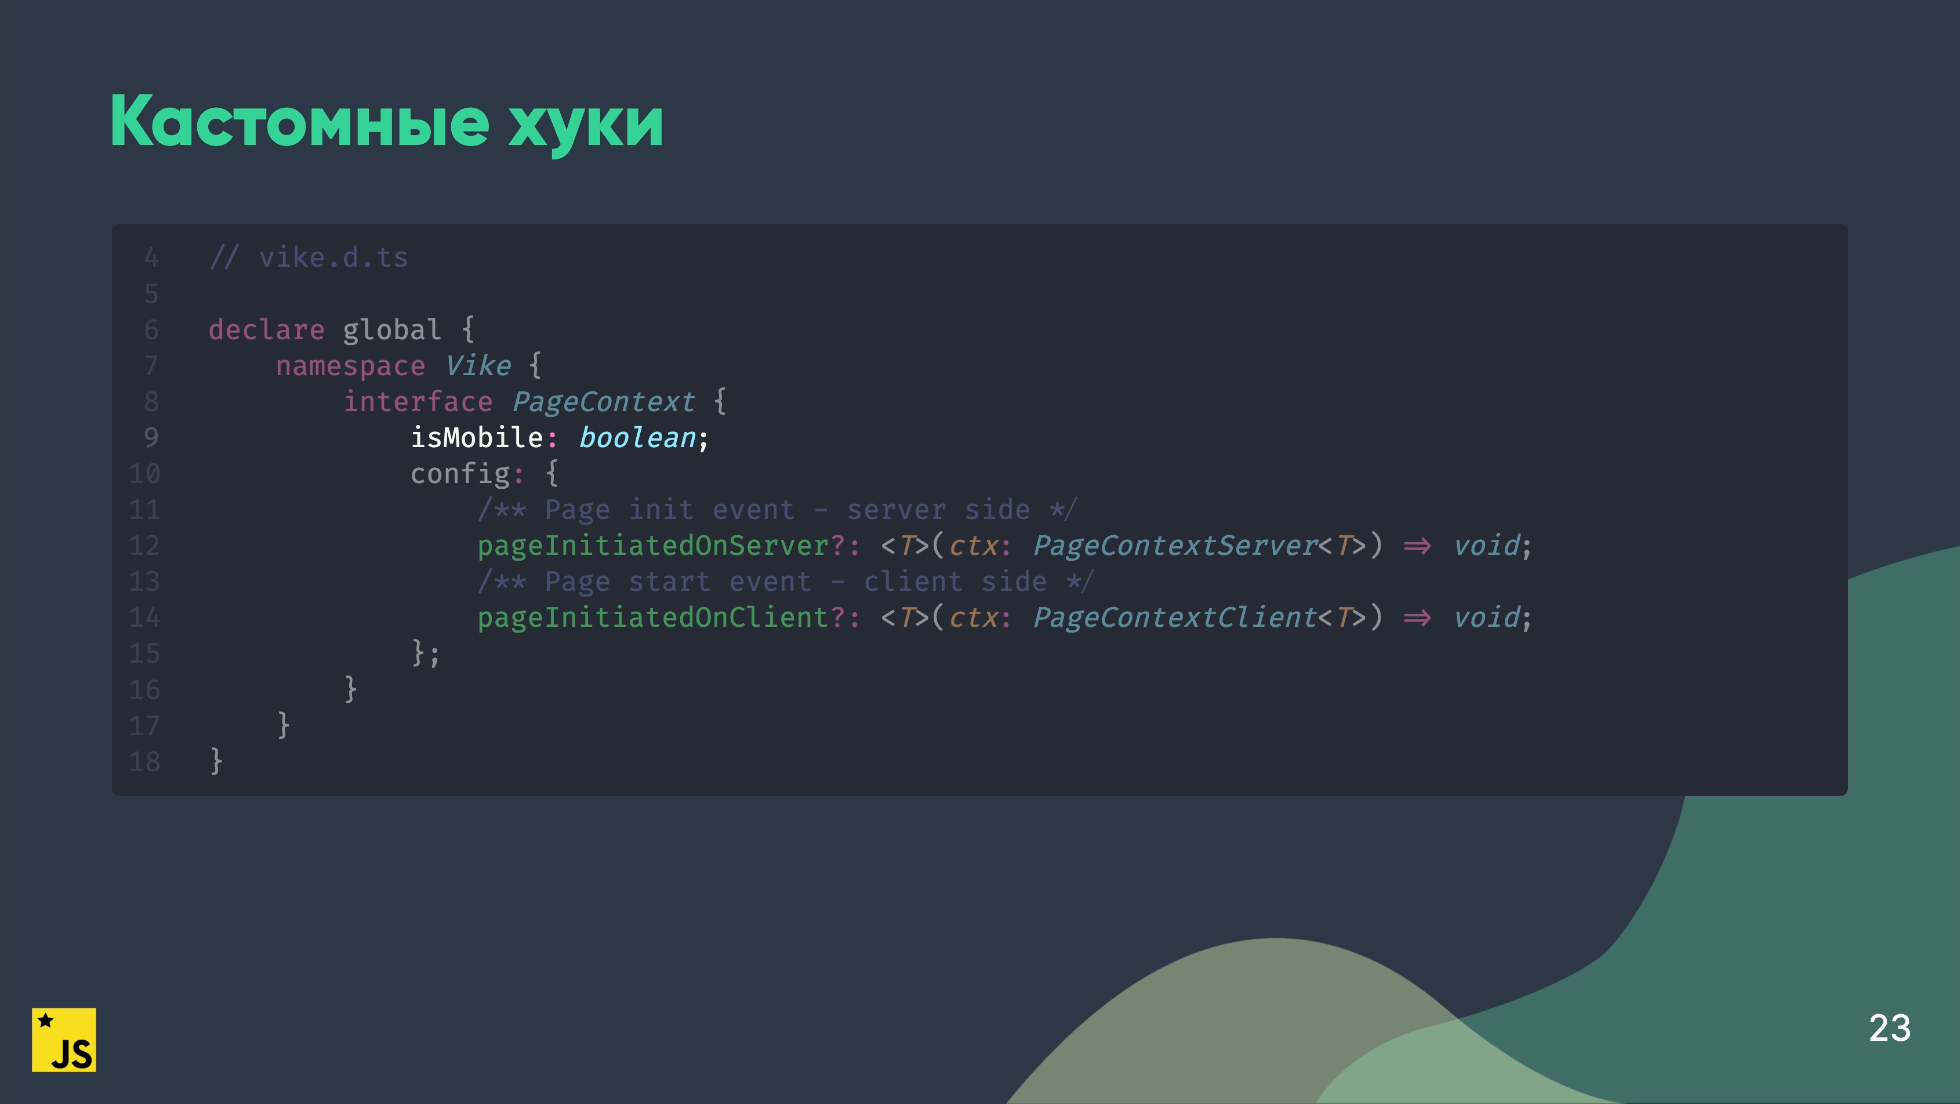 Кастомные хуки
4 // vike.d.ts
5
6 declare global {
7 namespace Vike {
8 interface PageContext {
9 isMobile: boolean;
10 config: {
11 /** Page init event - server side */
12 pageInitiatedOnServer?: <T>(ctx: PageContextServer<T>) => void;
13 /** Page start event - client side */
14 pageInitiatedOnClient?: <T>(ctx: PageContextClient<T>) => void;
15 };
16 }
17 }
18 }
JS
23